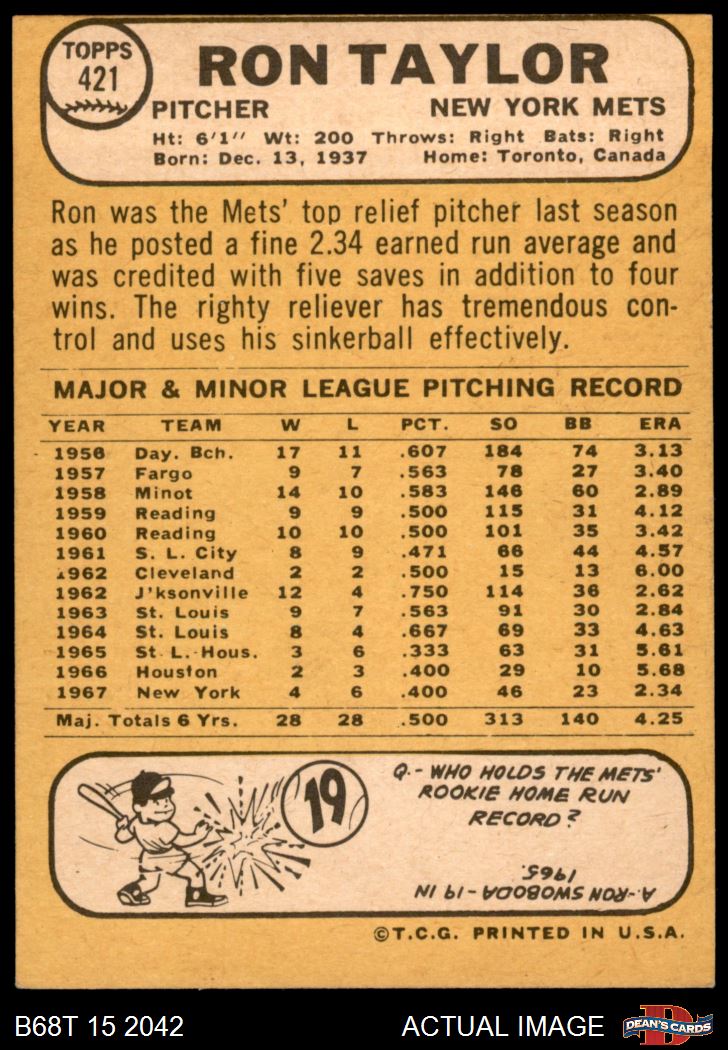 TOPPS
421
RON TAYLOR
PITCHER NEW YORK METS
Ht: 6'1" Wt: 200 Throws: Right Bats: Right
Born: Dec. 13, 1937 Home: Toronto, Canada
Ron was the Mets' top relief pitcher last season
as he posted a fine 2.34 earned run average and
was credited with five saves in addition to four
wins. The righty reliever has tremendous con-
trol and uses his sinkerball effectively.
MAJOR & MINOR LEAGUE PITCHING RECORD
YEAR TEAM W L PCT. SO BB ERA
1956 Day. Bch. 17 11 .607 184 74 3.13
1957 Fargo 9 7 .563 78 27 3.40
1958 Minot 14 10 .583 146 60 2.89
1959 Reading 9 9 .500 115 31 4.12
1960 Reading 10 10 .500 101 35 3.42
1961 S. L. City 8 9 .471 66 44 4.57
1962 Cleveland 2 2 .500 15 13 6.00
1962 J'ksonville 12 4 .750 114 36 2.62
1963 St. Louis 9 7 .563 91 30 2.84
1964 St. Louis 8 4 .667 69 33 4.63
1965 St. L.-Hous. 3 6 .333 63 31 5.61
1966 Houston 2 3 .400 29 10 5.68
1967 New York 4 6 .400 46 23 2.34
Maj. Totals 6 Yrs. 28 28 .500 313 140 4.25
19
Q.- WHO HOLDS THE METS'
ROOKIE HOME RUN
RECORD?
A.-RON SWOBODA-19 IN
1965.
©T.C.G. PRINTED IN U.S.A.
B68T 15 2042 ACTUAL IMAGE
D
DEAN'S CARDS